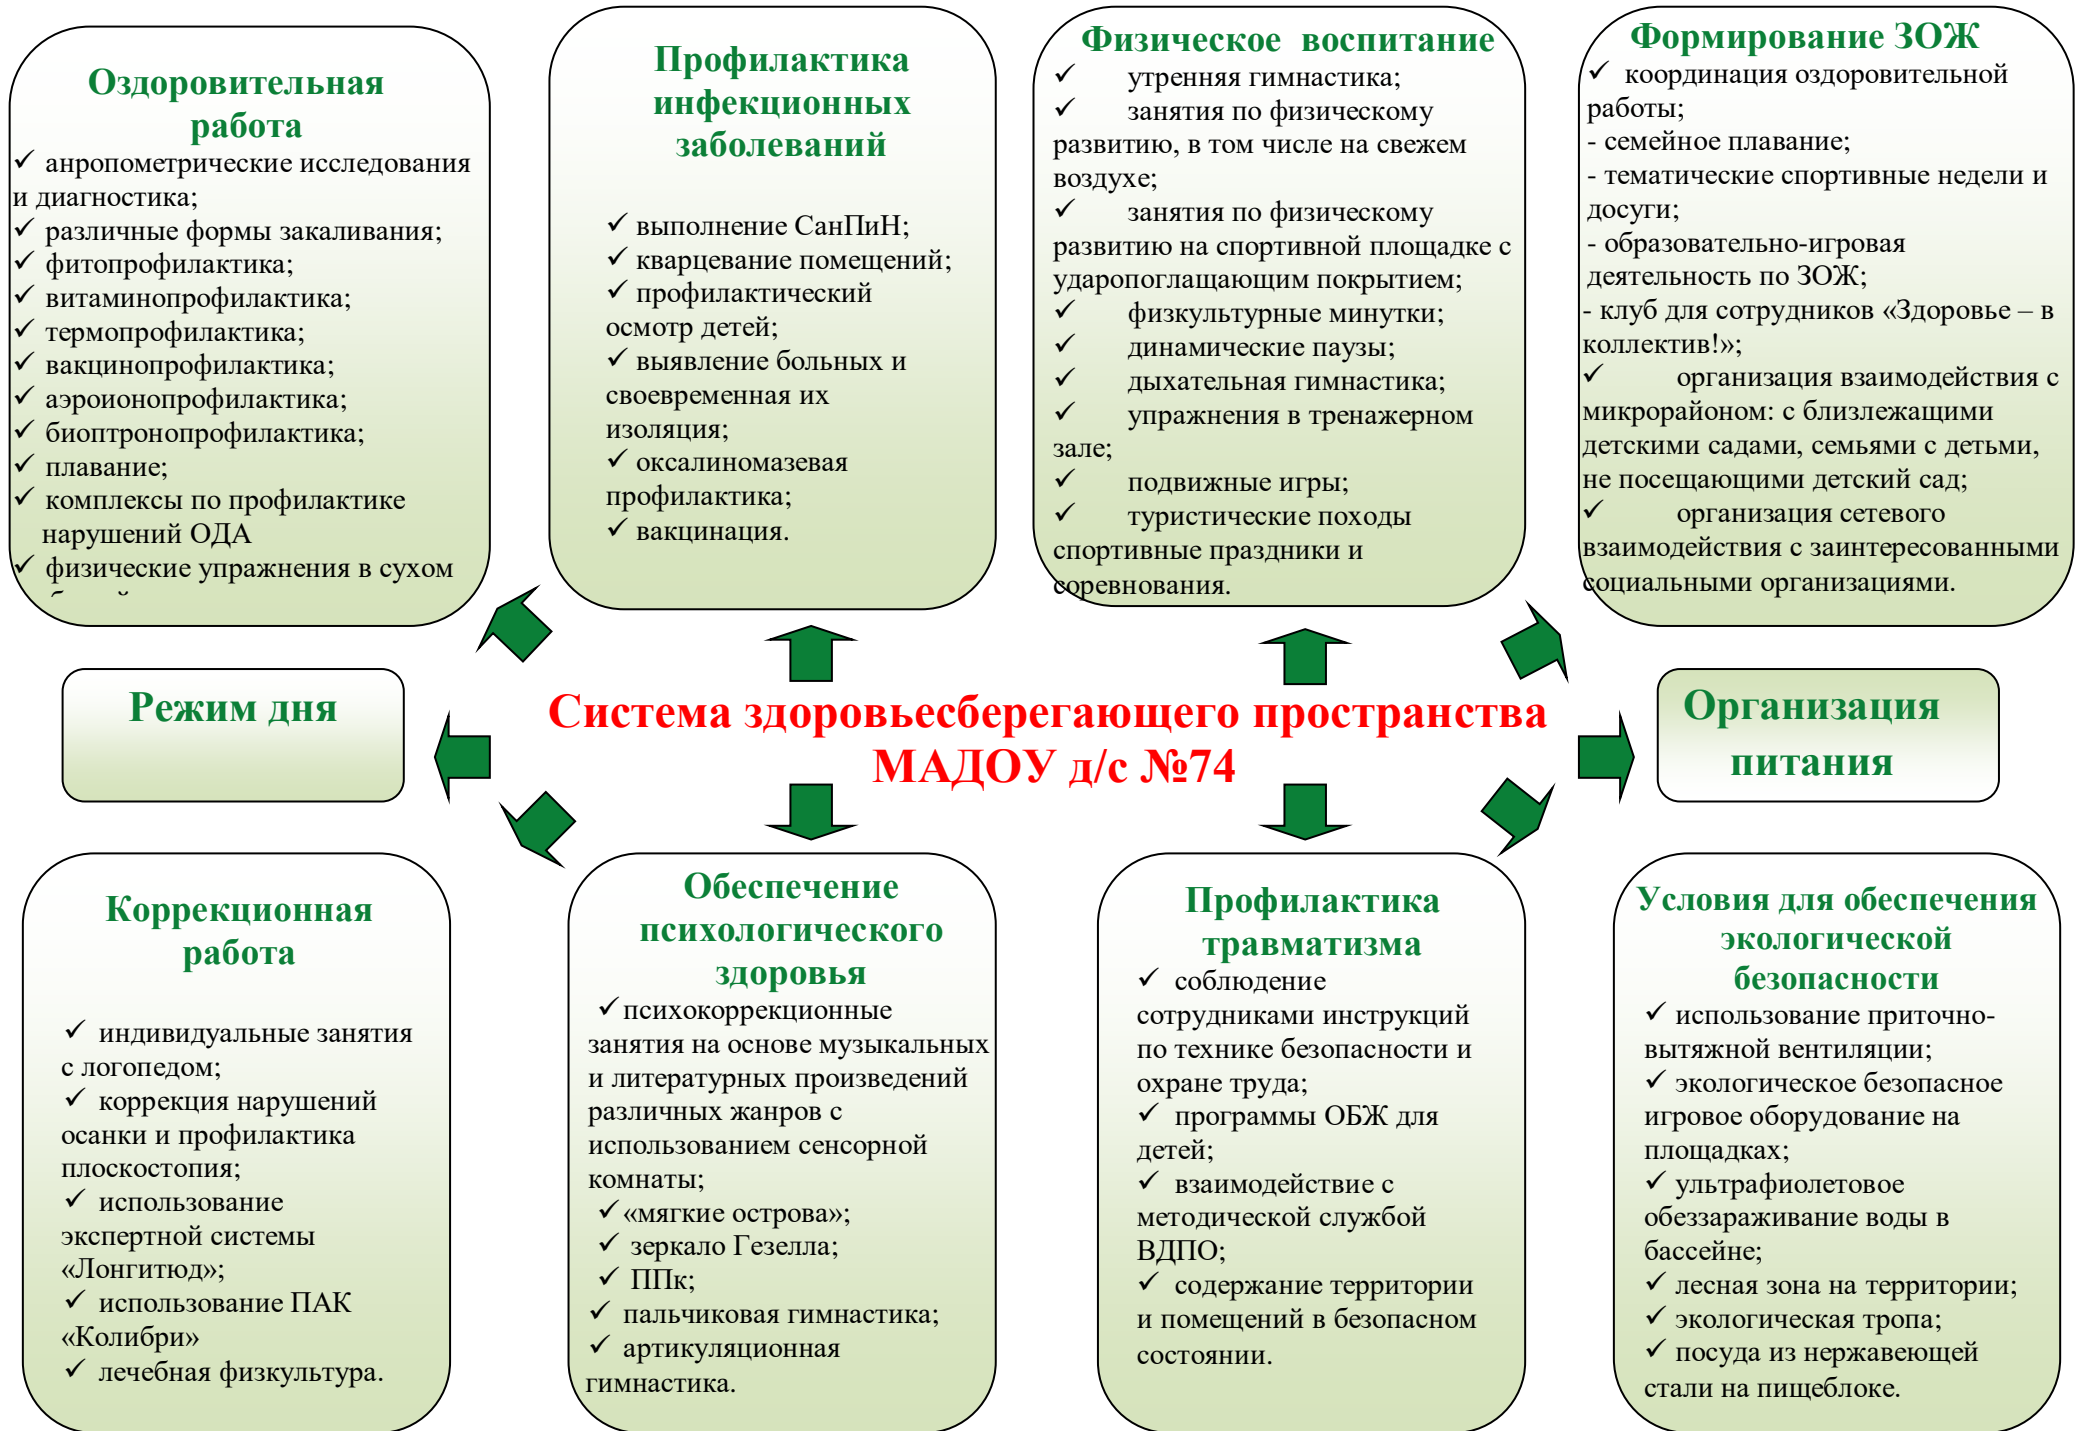 Оздоровительная
работа
✓ анропометрические исследования
и диагностика;
✓ различные формы закаливания;
✓ фитопрофилактика;
✓ витаминопрофилактика;
✓ термопрофилактика;
✓ вакцинопрофилактика;
✓ аэроионопрофилактика;
✓ биоптронопрофилактика;
✓ плавание;
✓ комплексы по профилактике
нарушений ОДА
✓ физические упражнения в сухом
Профилактика
инфекционных
заболеваний
✓ выполнение СанПиН;
✓ кварцевание помещений;
✓ профилактический
осмотр детей;
✓ выявление больных и
своевременная их
изоляция;
✓ оксалиномазевая
профилактика;
✓ вакцинация.
Физическое воспитание
✓ утренняя гимнастика;
✓ занятия по физическому
развитию, в том числе на свежем
воздухе;
✓ занятия по физическому
развитию на спортивной площадке с
ударопоглащающим покрытием;
✓ физкультурные минутки;
✓ динамические паузы;
✓ дыхательная гимнастика;
✓ упражнения в тренажерном
зале;
✓ подвижные игры;
✓ туристические походы
спортивные праздники и
соревнования.
Формирование ЗОЖ
✓ координация оздоровительной
работы;
- семейное плавание;
- тематические спортивные недели и
досуги;
- образовательно-игровая
деятельность по ЗОЖ;
- клуб для сотрудников «Здоровье – в
коллектив!»;
✓ организация взаимодействия с
микрорайоном: с близлежащими
детскими садами, семьями с детьми,
не посещающими детский сад;
✓ организация сетевого
взаимодействия с заинтересованными
социальными организациями.
Режим дня
Система здоровьесберегающего пространства
МАДОУ д/с №74
Организация
питания
Коррекционная
работа
✓ индивидуальные занятия
с логопедом;
✓ коррекция нарушений
осанки и профилактика
плоскостопия;
✓ использование
экспертной системы
«Лонгитюд»;
✓ использование ПАК
«Колибри»
✓ лечебная физкультура.
Обеспечение
психологического
здоровья
✓ психокоррекционные
занятия на основе музыкальных
и литературных произведений
различных жанров с
использованием сенсорной
комнаты;
✓ «мягкие острова»;
✓ зеркало Гезелла;
✓ ППк;
✓ пальчиковая гимнастика;
✓ артикуляционная
гимнастика.
Профилактика
травматизма
✓ соблюдение
сотрудниками инструкций
по технике безопасности и
охране труда;
✓ программы ОБЖ для
детей;
✓ взаимодействие с
методической службой
ВДПО;
✓ содержание территории
и помещений в безопасном
состоянии.
Условия для обеспечения
экологической
безопасности
✓ использование приточно-
вытяжной вентиляции;
✓ экологическое безопасное
игровое оборудование на
площадках;
✓ ультрафиолетовое
обеззараживание воды в
бассейне;
✓ лесная зона на территории;
✓ экологическая тропа;
✓ посуда из нержавеющей
стали на пищеблоке.